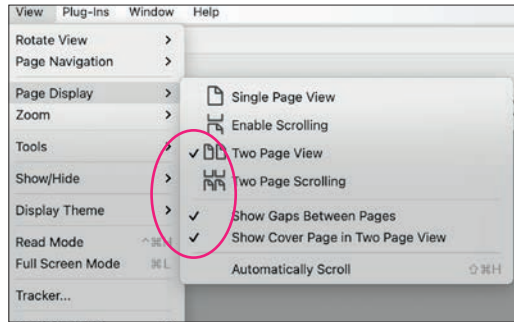 View Plug-Ins Window Help
Rotate View
Page Navigation
Page Display
Zoom
Tools
Show/Hide
Display Theme
Read Mode ^⌘H
Full Screen Mode ⌘L
Tracker...
Single Page View
Enable Scrolling
Two Page View
Two Page Scrolling
Show Gaps Between Pages
Show Cover Page in Two Page View
Automatically Scroll ⇧⌘H